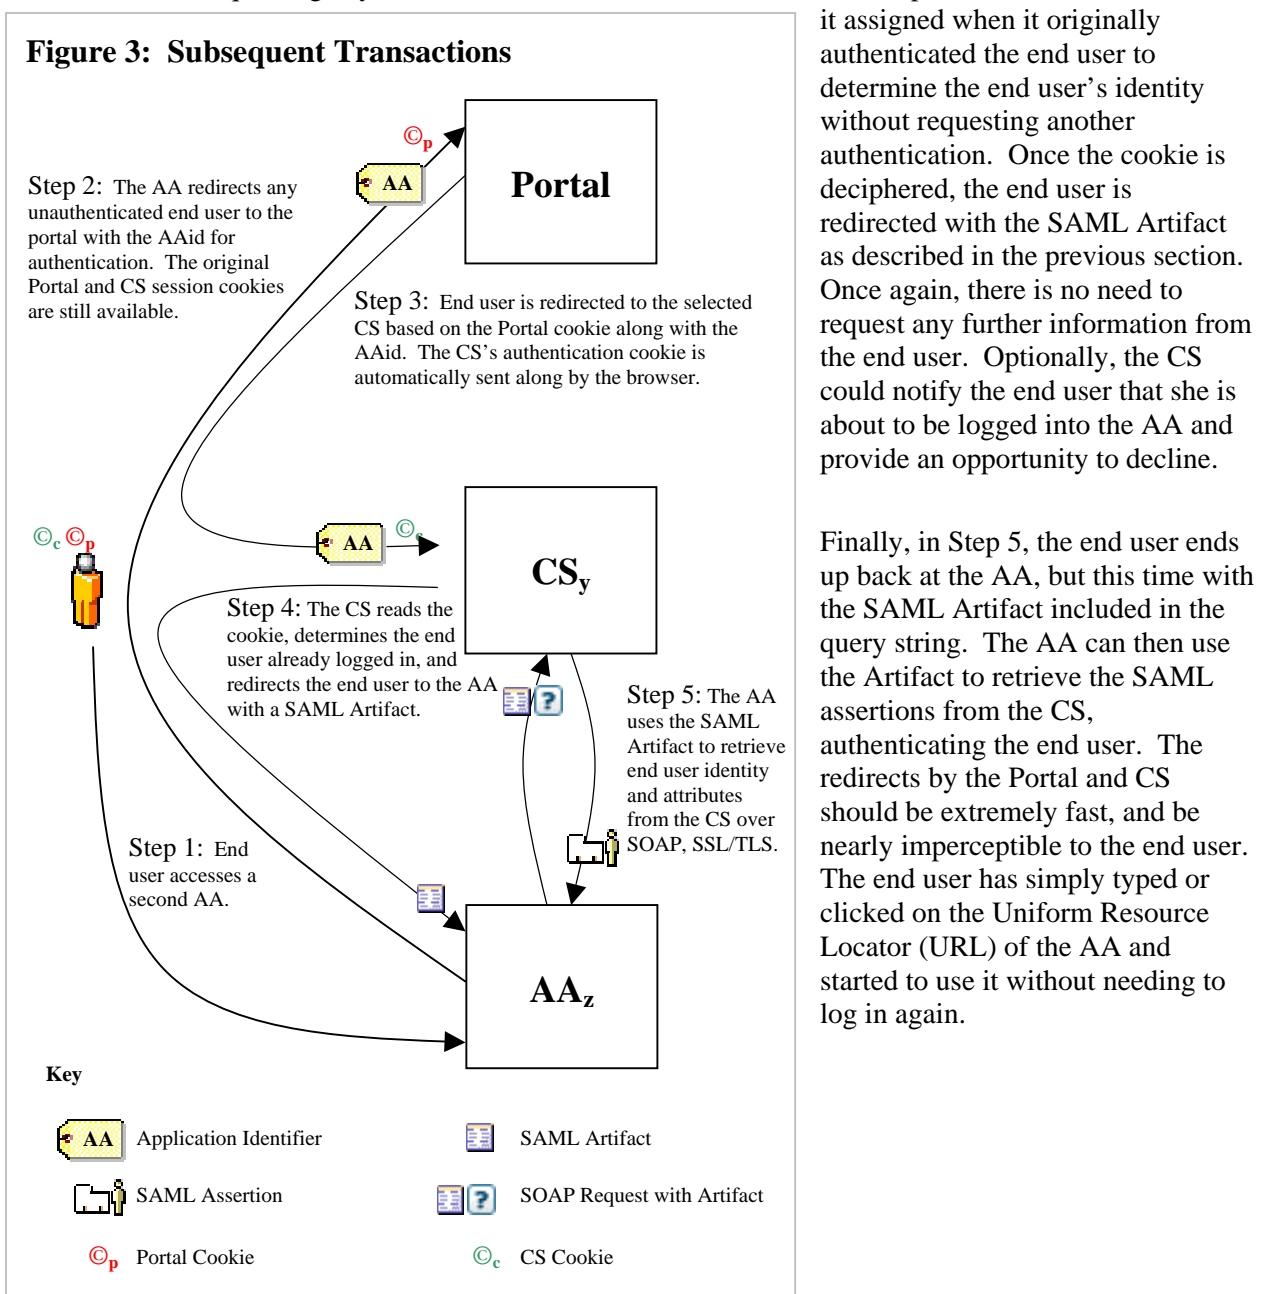 Figure 3: Subsequent Transactions
©p
AA
Portal
Step 2: The AA redirects any
unauthenticated end user to the
portal with the AAid for
authentication. The original
Portal and CS session cookies
are still available.
Step 3: End user is redirected to the selected
CS based on the Portal cookie along with the
AAid. The CS's authentication cookie is
automatically sent along by the browser.
©c ©p
AA
©c
CSy
Step 4: The CS reads the
cookie, determines the end
user already logged in, and
redirects the end user to the AA
with a SAML Artifact.
?
Step 5: The AA
uses the SAML
Artifact to retrieve
end user identity
and attributes
from the CS over
SOAP, SSL/TLS.
Step 1: End
user accesses a
second AA.
AAz
Key
AA Application Identifier
SAML Artifact
SAML Assertion
? SOAP Request with Artifact
©p Portal Cookie
©c CS Cookie
it assigned when it originally
authenticated the end user to
determine the end user's identity
without requesting another
authentication. Once the cookie is
deciphered, the end user is
redirected with the SAML Artifact
as described in the previous section.
Once again, there is no need to
request any further information from
the end user. Optionally, the CS
could notify the end user that she is
about to be logged into the AA and
provide an opportunity to decline.
Finally, in Step 5, the end user ends
up back at the AA, but this time with
the SAML Artifact included in the
query string. The AA can then use
the Artifact to retrieve the SAML
assertions from the CS,
authenticating the end user. The
redirects by the Portal and CS
should be extremely fast, and be
nearly imperceptible to the end user.
The end user has simply typed or
clicked on the Uniform Resource
Locator (URL) of the AA and
started to use it without needing to
log in again.